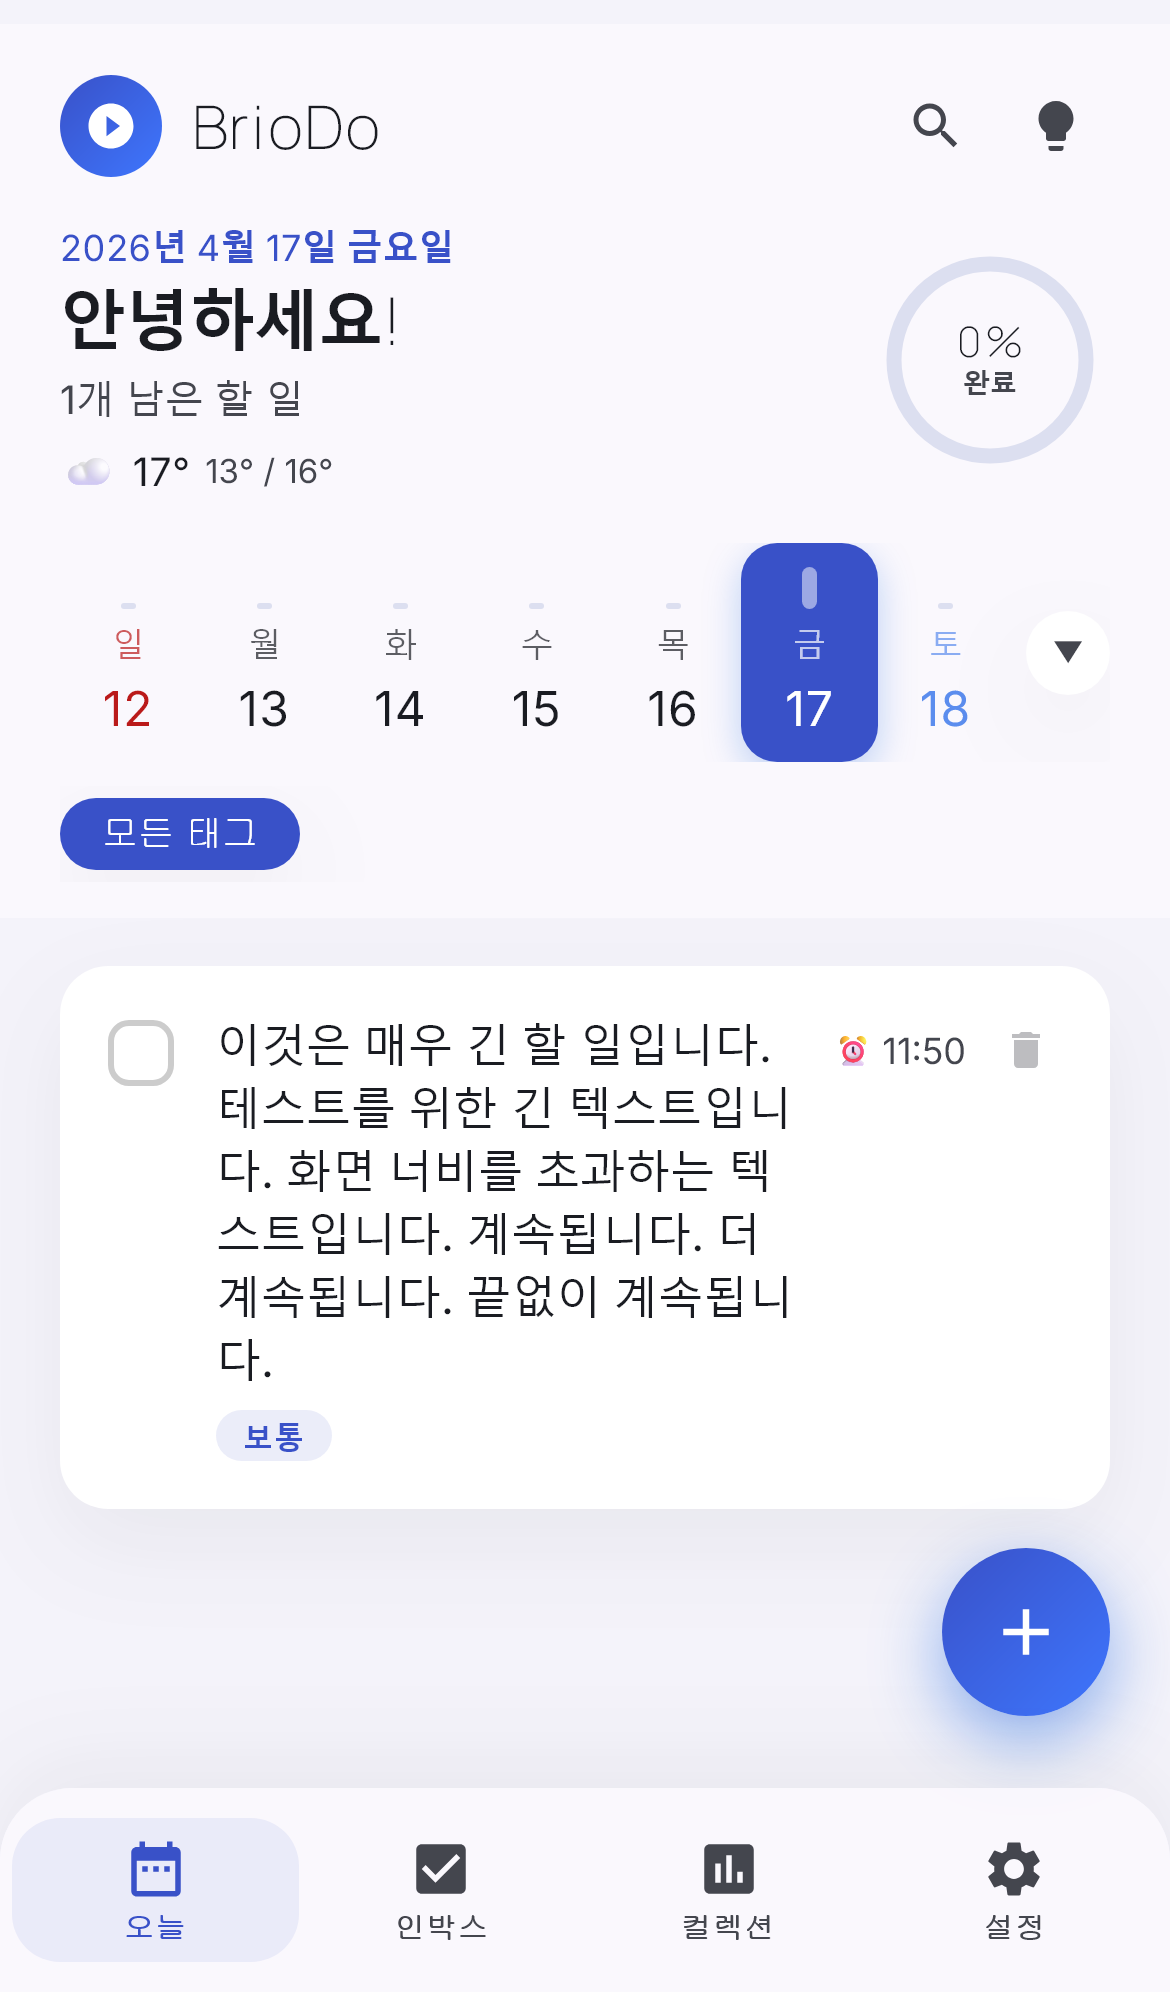 BrioDo
2026년 4월 17일 금요일
안녕하세요!
1개 남은 할 일
17° 13° / 16°
0%
완료
일 월 화 수 목 금 토
12 13 14 15 16 17 18
모든 태그
이것은 매우 긴 할 일입니다.
테스트를 위한 긴 텍스트입니
다. 화면 너비를 초과하는 텍
스트입니다. 계속됩니다. 더
계속됩니다. 끝없이 계속됩니
다.
11:50
보통
오늘 인박스 컬렉션 설정